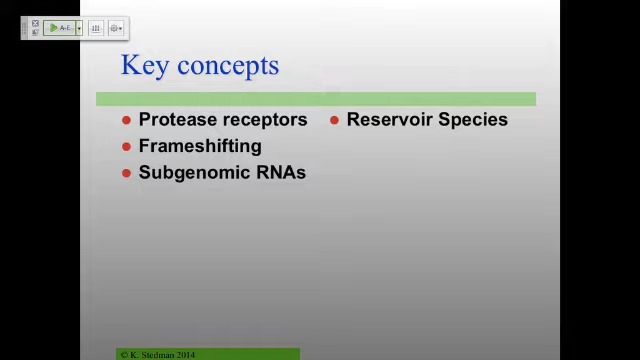 A-E
Key concepts
Protease receptors
Frameshifting
Subgenomic RNAs
Reservoir Species
© K. Stedman 2014